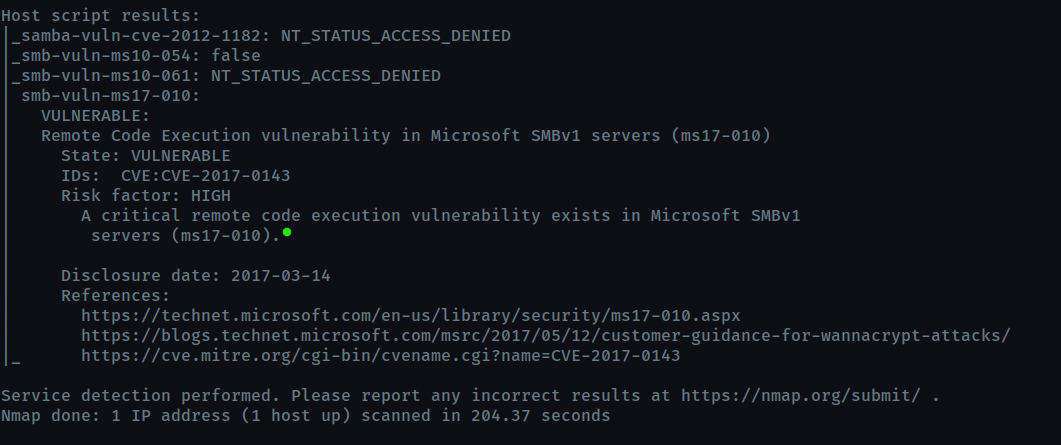 Host script results:
|_samba-vuln-cve-2012-1182: NT_STATUS_ACCESS_DENIED
|_smb-vuln-ms10-054: false
|_smb-vuln-ms10-061: NT_STATUS_ACCESS_DENIED
| smb-vuln-ms17-010:
|   VULNERABLE:
|   Remote Code Execution vulnerability in Microsoft SMBv1 servers (ms17-010)
|     State: VULNERABLE
|     IDs:  CVE:CVE-2017-0143
|     Risk factor: HIGH
|       A critical remote code execution vulnerability exists in Microsoft SMBv1
|        servers (ms17-010).
|
|     Disclosure date: 2017-03-14
|     References:
|       https://technet.microsoft.com/en-us/library/security/ms17-010.aspx
|       https://blogs.technet.microsoft.com/msrc/2017/05/12/customer-guidance-for-wannacrypt-attacks/
|_      https://cve.mitre.org/cgi-bin/cvename.cgi?name=CVE-2017-0143
Service detection performed. Please report any incorrect results at https://nmap.org/submit/ .
Nmap done: 1 IP address (1 host up) scanned in 204.37 seconds